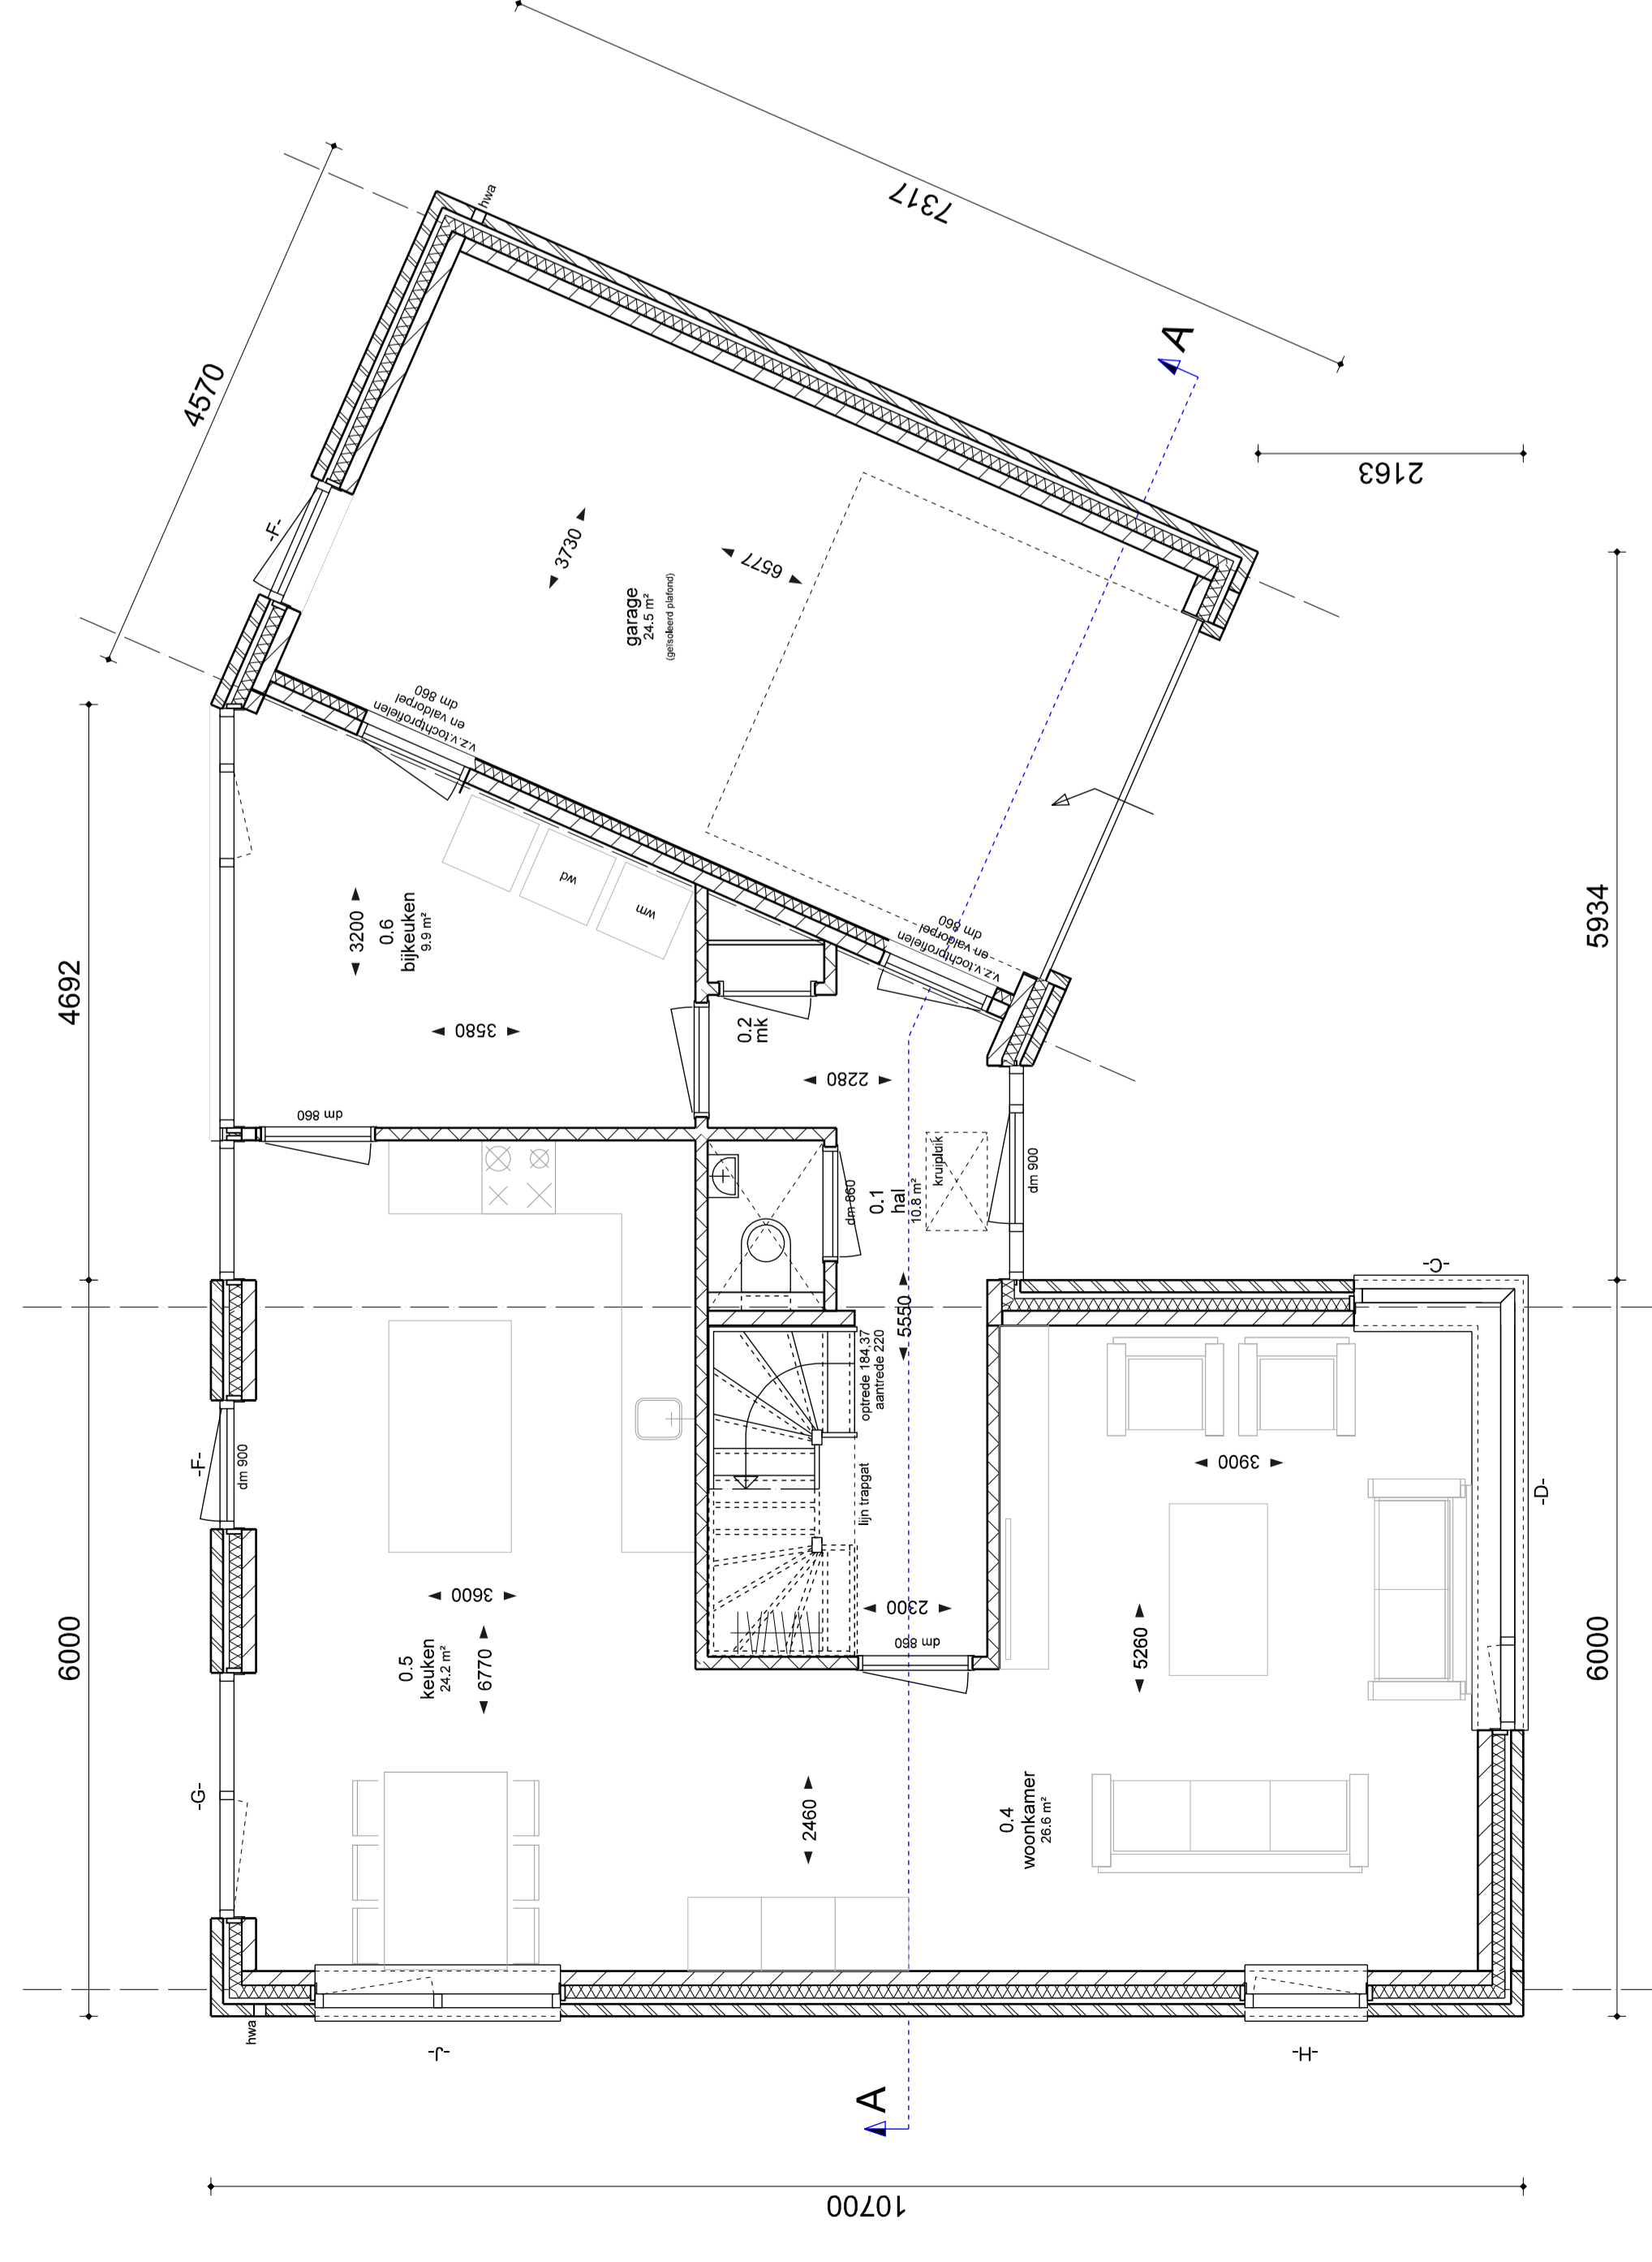 7317
hwa
4570
A
-F-
2163
3730
6577
garage
24.5 m²
(geïsoleerd plafond)
v.z.v.tochtprofielen
en valdorpel
dm 860
4692
5934
3200
0.6
bijkeuken
9.9 m²
wd
wm
v.z.v.tochtprofielen
en valdorpel
dm 860
3580
0.2
mk
2280
dm 860
kruipluik
dm 900
dm 860
0.1
hal
10.8 m²
-C-
5550
optrede 184,37
aantrede 220
lijn trapgat
-F-
dm 900
3900
-D-
3600
2300
dm 860
6000
0.5
keuken
24.2 m²
6770
5260
6000
-G-
2460
0.4
woonkamer
26.6 m²
hwa
-J-
-H-
A
10700